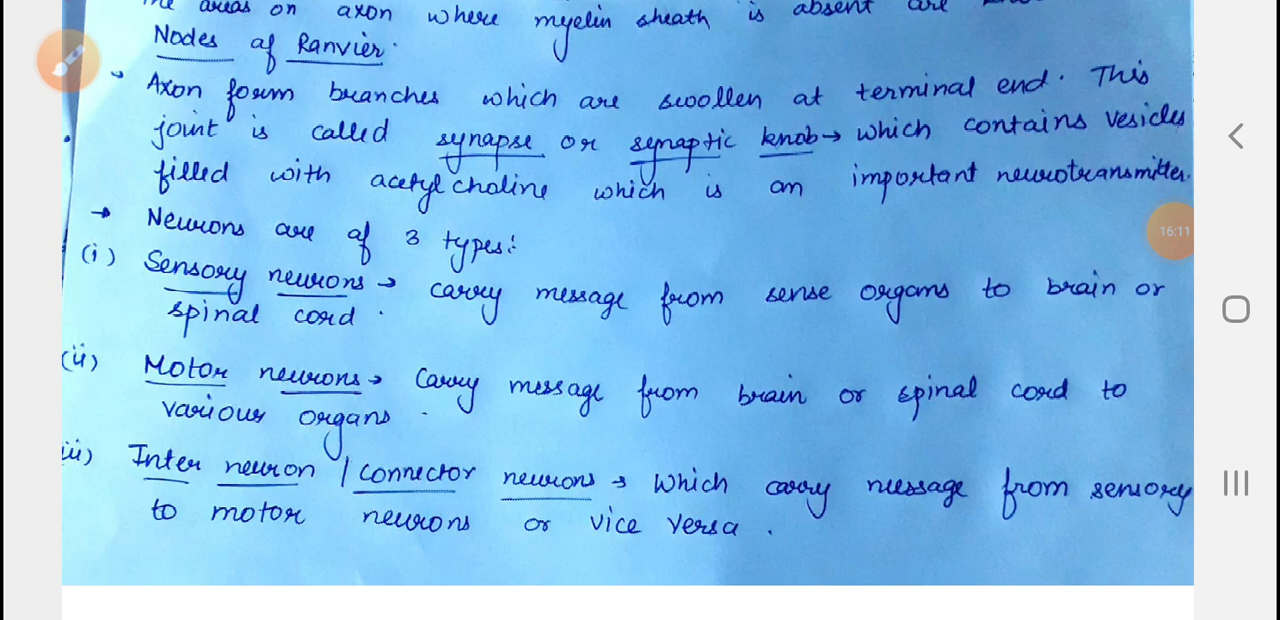 the areas on axon where myelin sheath is absent are
Nodes of Ranvier.
Axon form branches which are swollen at terminal end. This
joint is called synapse or synaptic knob → which contains vesicles
filled with acetyl choline which is an important neurotransmitter.
→ Neurons are of 3 types:
(i) Sensory neurons → carry message from sense organs to brain or
spinal cord.
(ii) Motor neurons → Carry message from brain or spinal cord to
various organs.
iii) Inter neuron / connector neurons → Which carry message from sensory
to motor neurons or vice versa.
16:11